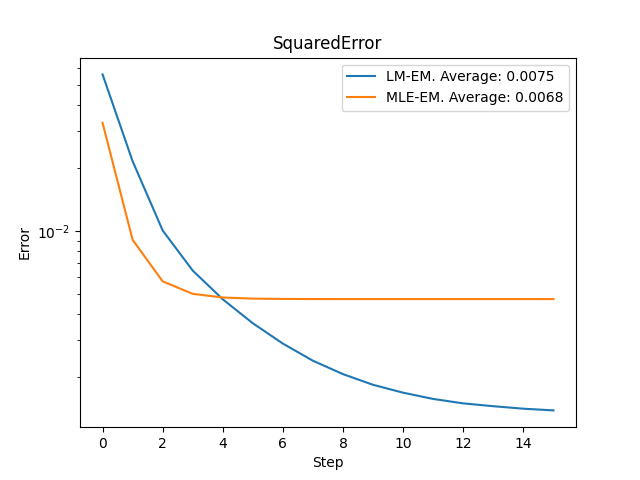 SquaredError
LM-EM. Average: 0.0075
MLE-EM. Average: 0.0068
Error
10⁻²
0 2 4 6 8 10 12 14
Step